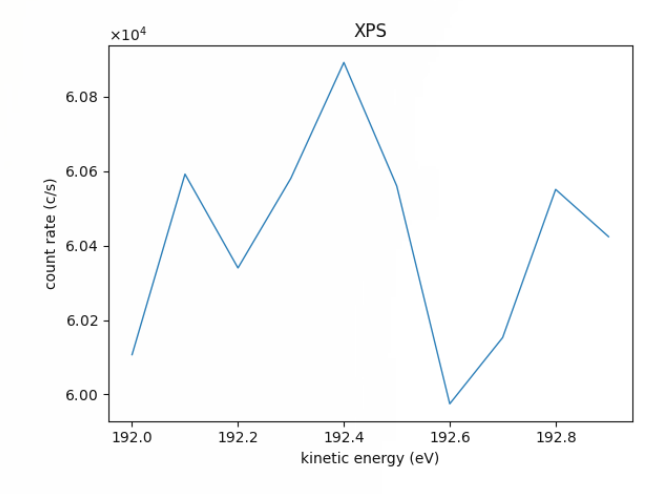 XPS
×10⁴
6.08
6.06
6.04
6.02
6.00
count rate (c/s)
192.0 192.2 192.4 192.6 192.8
kinetic energy (eV)